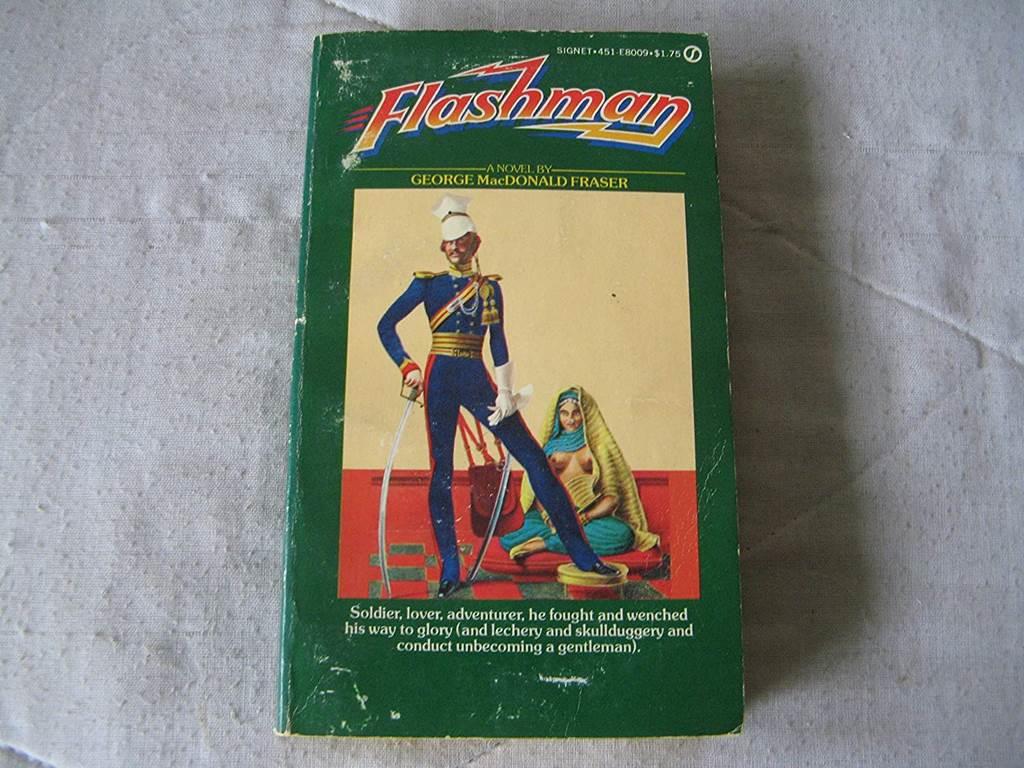 SIGNET•451-E8009•$1.75
Flashman
A NOVEL BY
GEORGE MacDONALD FRASER
Soldier, lover, adventurer, he fought and wenched
his way to glory (and lechery and skullduggery and
conduct unbecoming a gentleman).